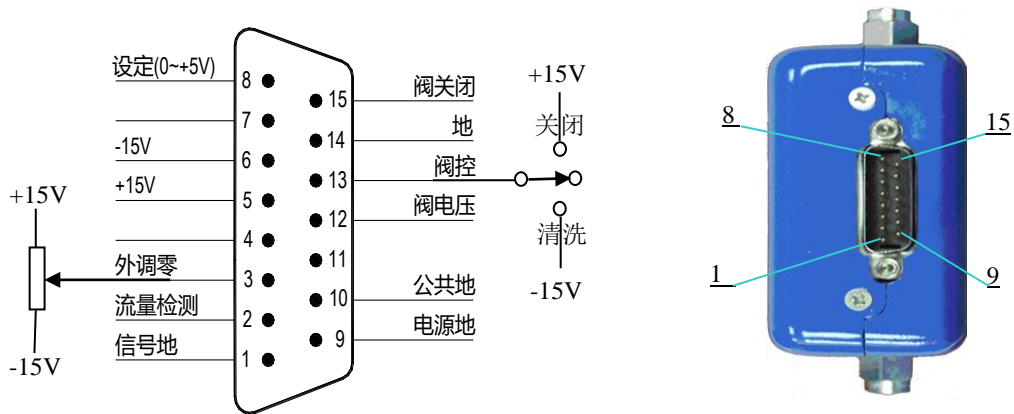 设定(0~+5V)
8
7
-15V
6
+15V
5
4
外调零
3
流量检测
2
信号地
1
+15V
-15V
15
阀关闭
14
地
13
阀控
12
阀电压
11
10
公共地
9
电源地
+15V
关闭
清洗
-15V
8
15
1
9